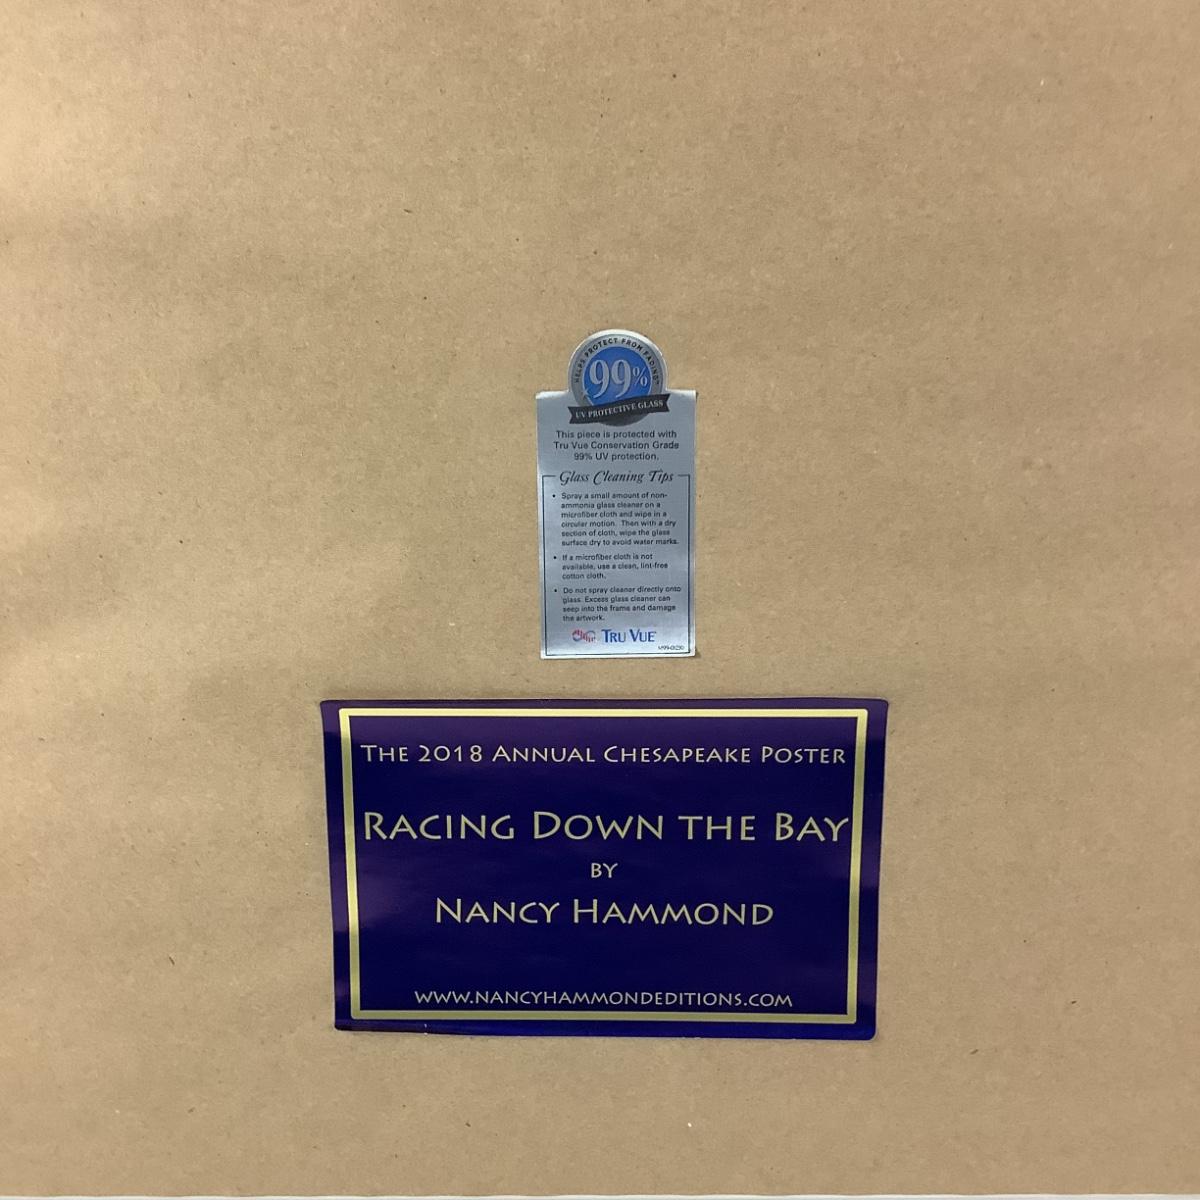 HELPS PROTECT FROM FADING*
99%
UV PROTECTIVE GLASS
This piece is protected with
Tru Vue Conservation Grade
99% UV protection.
Glass Cleaning Tips
• Spray a small amount of non-
ammonia glass cleaner on a
microfiber cloth and wipe in a
circular motion. Then with a dry
section of cloth, wipe the glass
surface dry to avoid water marks.
• If a microfiber cloth is not
available, use a clean, lint-free
cotton cloth.
• Do not spray cleaner directly onto
glass. Excess glass cleaner can
seep into the frame and damage
the artwork.
TRU VUE
THE 2018 ANNUAL CHESAPEAKE POSTER
RACING DOWN THE BAY
BY
NANCY HAMMOND
WWW.NANCYHAMMONDEDITIONS.COM